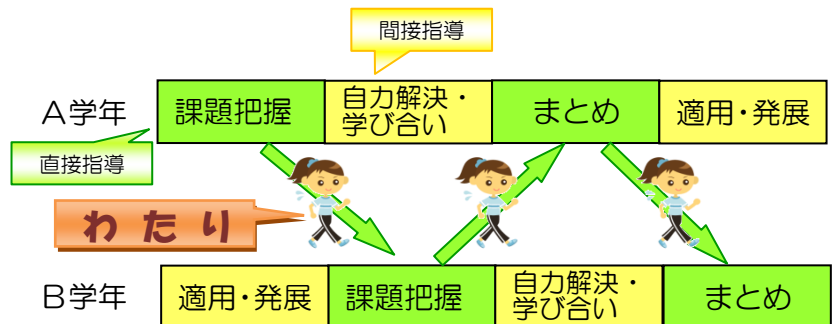 間接指導
A学年
課題把握
自力解決・
学び合い
まとめ
適用・発展
直接指導
わたり
B学年
適用・発展
課題把握
自力解決・
学び合い
まとめ